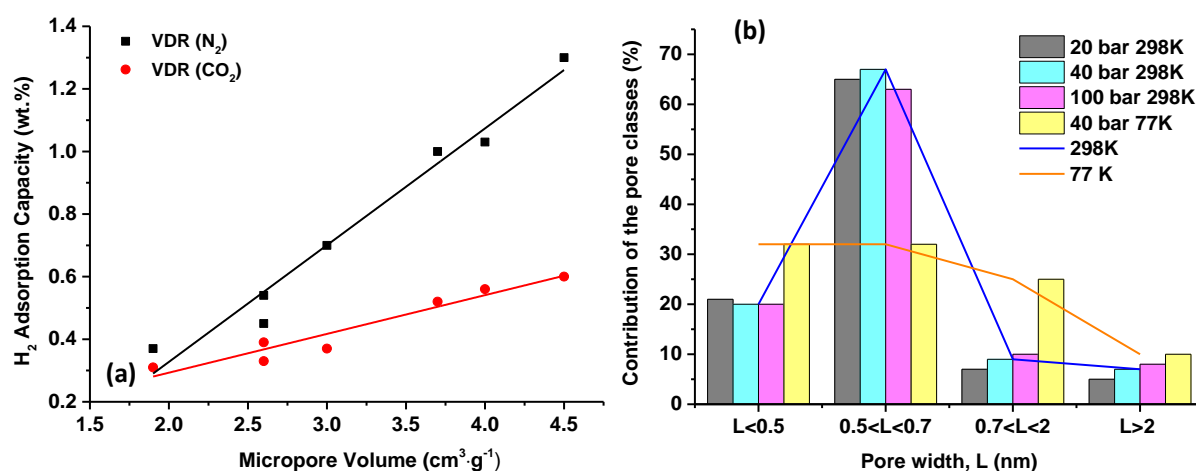 VDR (N₂)
VDR (CO₂)
H₂ Adsorption Capacity (wt.%)
1.4
1.2
1.0
0.8
0.6
0.4
0.2
(a)
1.5 2.0 2.5 3.0 3.5 4.0 4.5
Micropore Volume (cm³·g⁻¹)
(b)
20 bar 298K
40 bar 298K
100 bar 298K
40 bar 77K
298K
77 K
Contribution of the pore classes (%)
70
60
50
40
30
20
10
0
L<0.5 0.5<L<0.7 0.7<L<2 L>2
Pore width, L (nm)